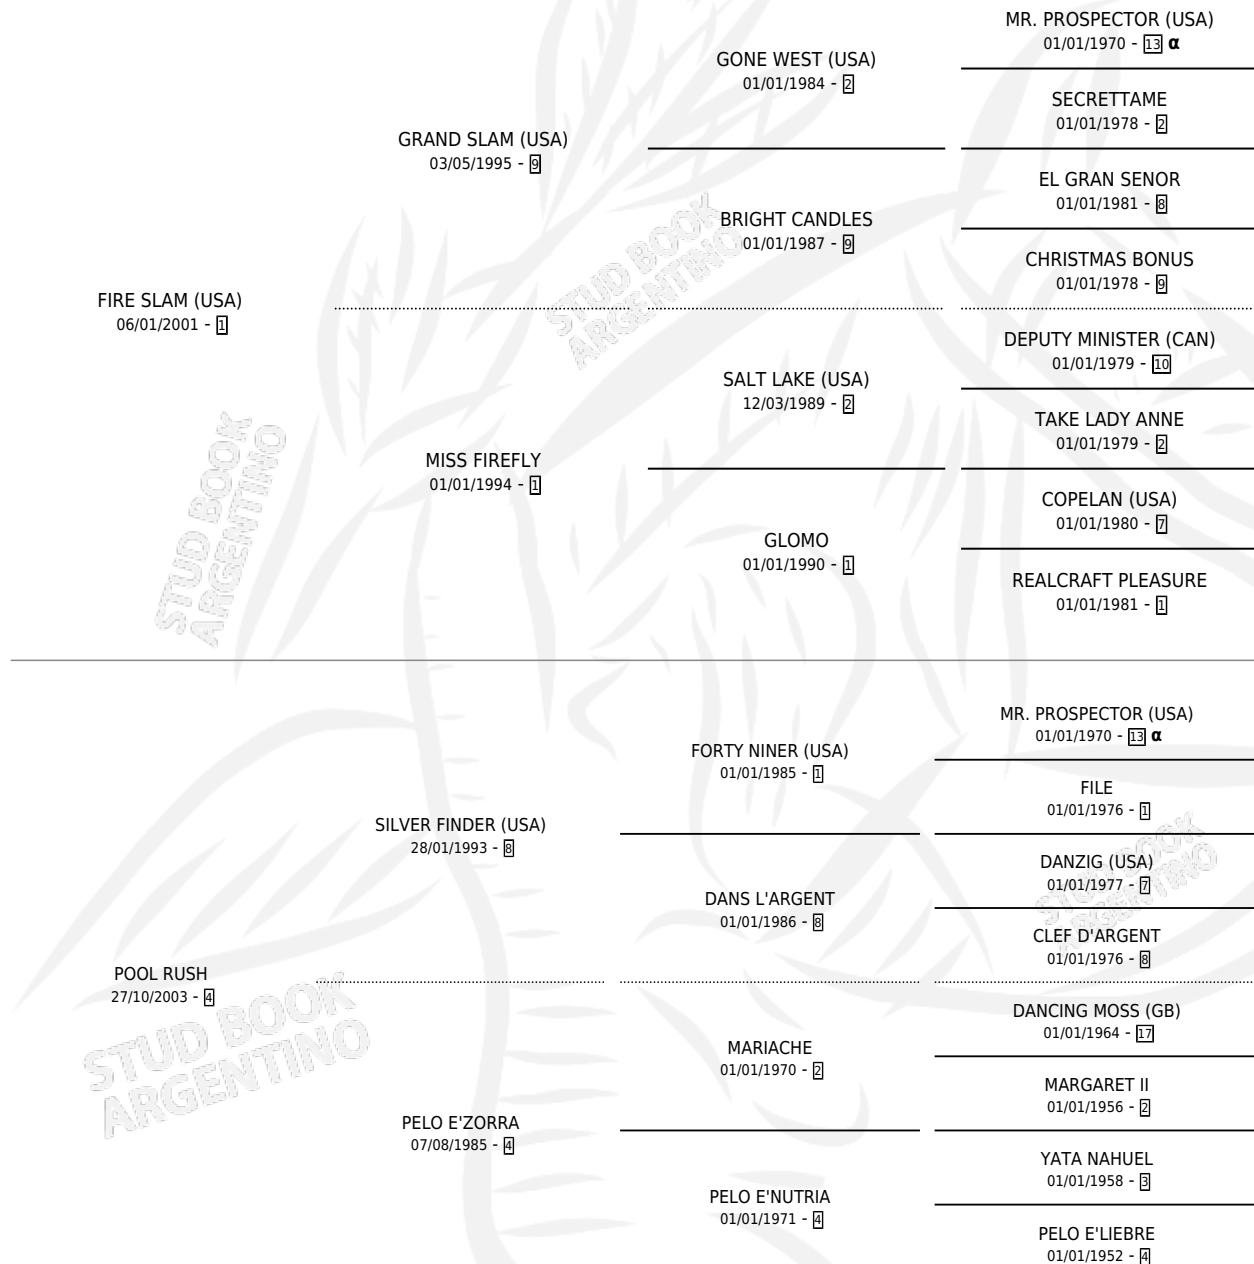 MR. PROSPECTOR (USA)
01/01/1970 - 13 α
GONE WEST (USA)
01/01/1984 - 2
SECRETTAME
01/01/1978 - 2
GRAND SLAM (USA)
03/05/1995 - 9
EL GRAN SENOR
01/01/1981 - 8
BRIGHT CANDLES
01/01/1987 - 9
CHRISTMAS BONUS
01/01/1978 - 9
FIRE SLAM (USA)
06/01/2001 - 1
DEPUTY MINISTER (CAN)
01/01/1979 - 10
SALT LAKE (USA)
12/03/1989 - 2
TAKE LADY ANNE
01/01/1979 - 2
MISS FIREFLY
01/01/1994 - 1
COPELAN (USA)
01/01/1980 - 7
GLOMO
01/01/1990 - 1
REALCRAFT PLEASURE
01/01/1981 - 1
MR. PROSPECTOR (USA)
01/01/1970 - 13 α
FORTY NINER (USA)
01/01/1985 - 1
FILE
01/01/1976 - 1
SILVER FINDER (USA)
28/01/1993 - 8
DANZIG (USA)
01/01/1977 - 7
DANS L'ARGENT
01/01/1986 - 8
CLEF D'ARGENT
01/01/1976 - 8
POOL RUSH
27/10/2003 - 4
DANCING MOSS (GB)
01/01/1964 - 17
MARIACHE
01/01/1970 - 2
MARGARET II
01/01/1956 - 2
PELO E'ZORRA
07/08/1985 - 4
YATA NAHUEL
01/01/1958 - 3
PELO E'NUTRIA
01/01/1971 - 4
PELO E'LIEBRE
01/01/1952 - 4
STUD BOOK
ARGENTINO
STUD BOOK
ARGENTINO
STUD BOOK
ARGENTINO
STUD BOOK
ARGENTINO